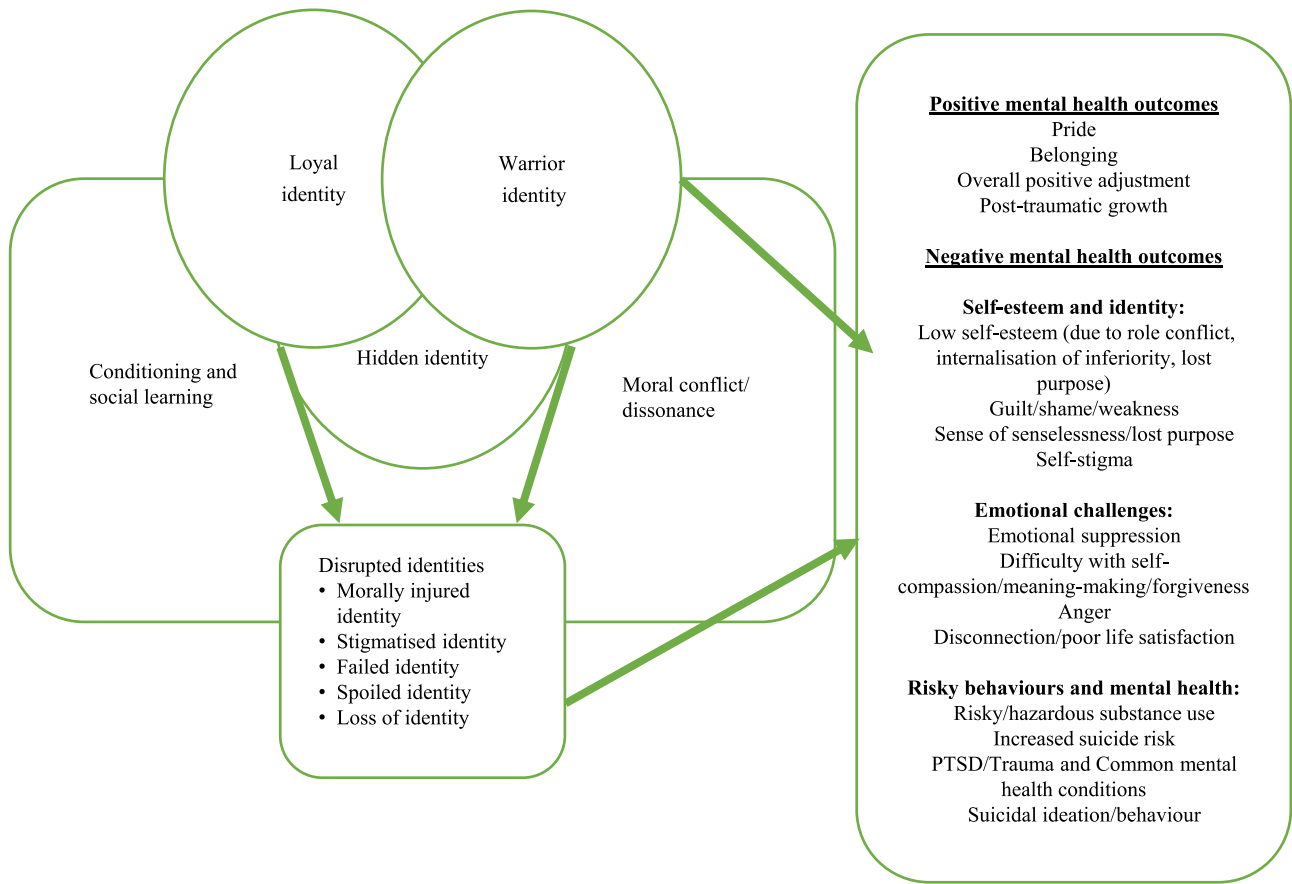 Loyal
identity
Warrior
identity
Hidden identity
Conditioning and
social learning
Moral conflict/
dissonance
Disrupted identities
• Morally injured
identity
• Stigmatised identity
• Failed identity
• Spoiled identity
• Loss of identity
Positive mental health outcomes
Pride
Belonging
Overall positive adjustment
Post-traumatic growth
Negative mental health outcomes
Self-esteem and identity:
Low self-esteem (due to role conflict,
internalisation of inferiority, lost
purpose)
Guilt/shame/weakness
Sense of senselessness/lost purpose
Self-stigma
Emotional challenges:
Emotional suppression
Difficulty with self-
compassion/meaning-making/forgiveness
Anger
Disconnection/poor life satisfaction
Risky behaviours and mental health:
Risky/hazardous substance use
Increased suicide risk
PTSD/Trauma and Common mental
health conditions
Suicidal ideation/behaviour